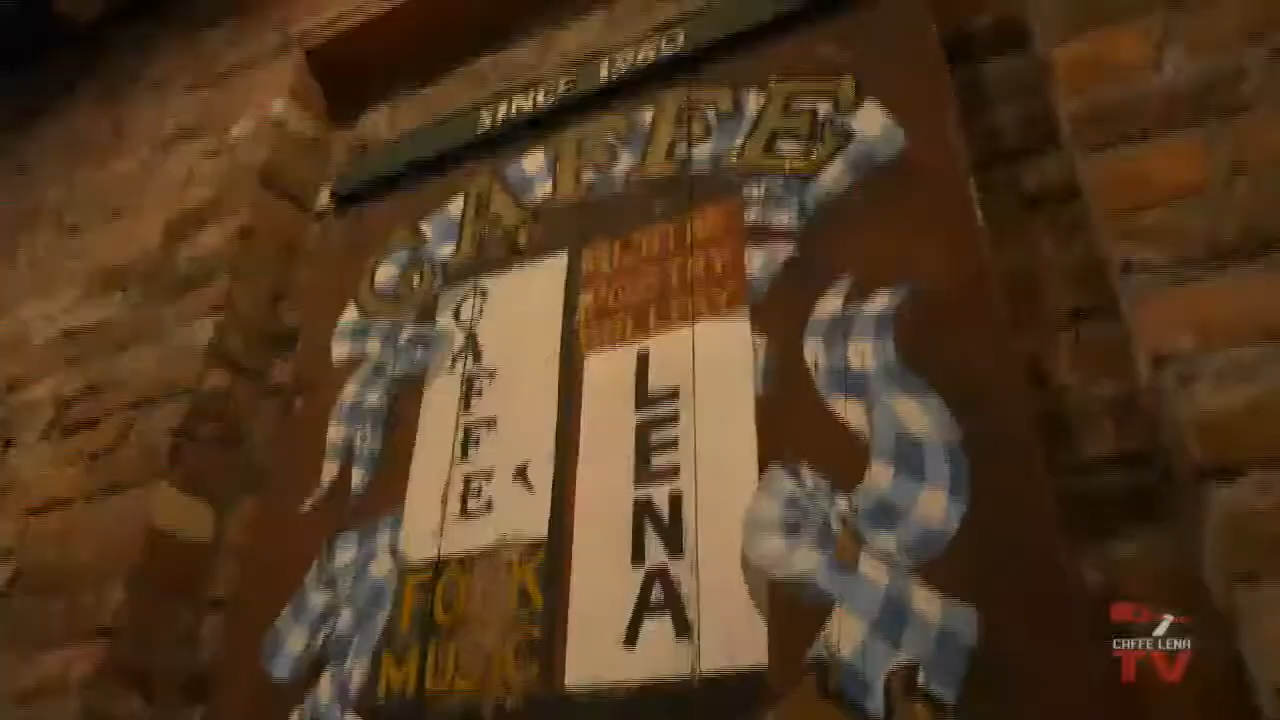 SINCE 1960
CAFFE
CAFFE
LENA
FOLK
MUSIC
CAFFE LENA
TV